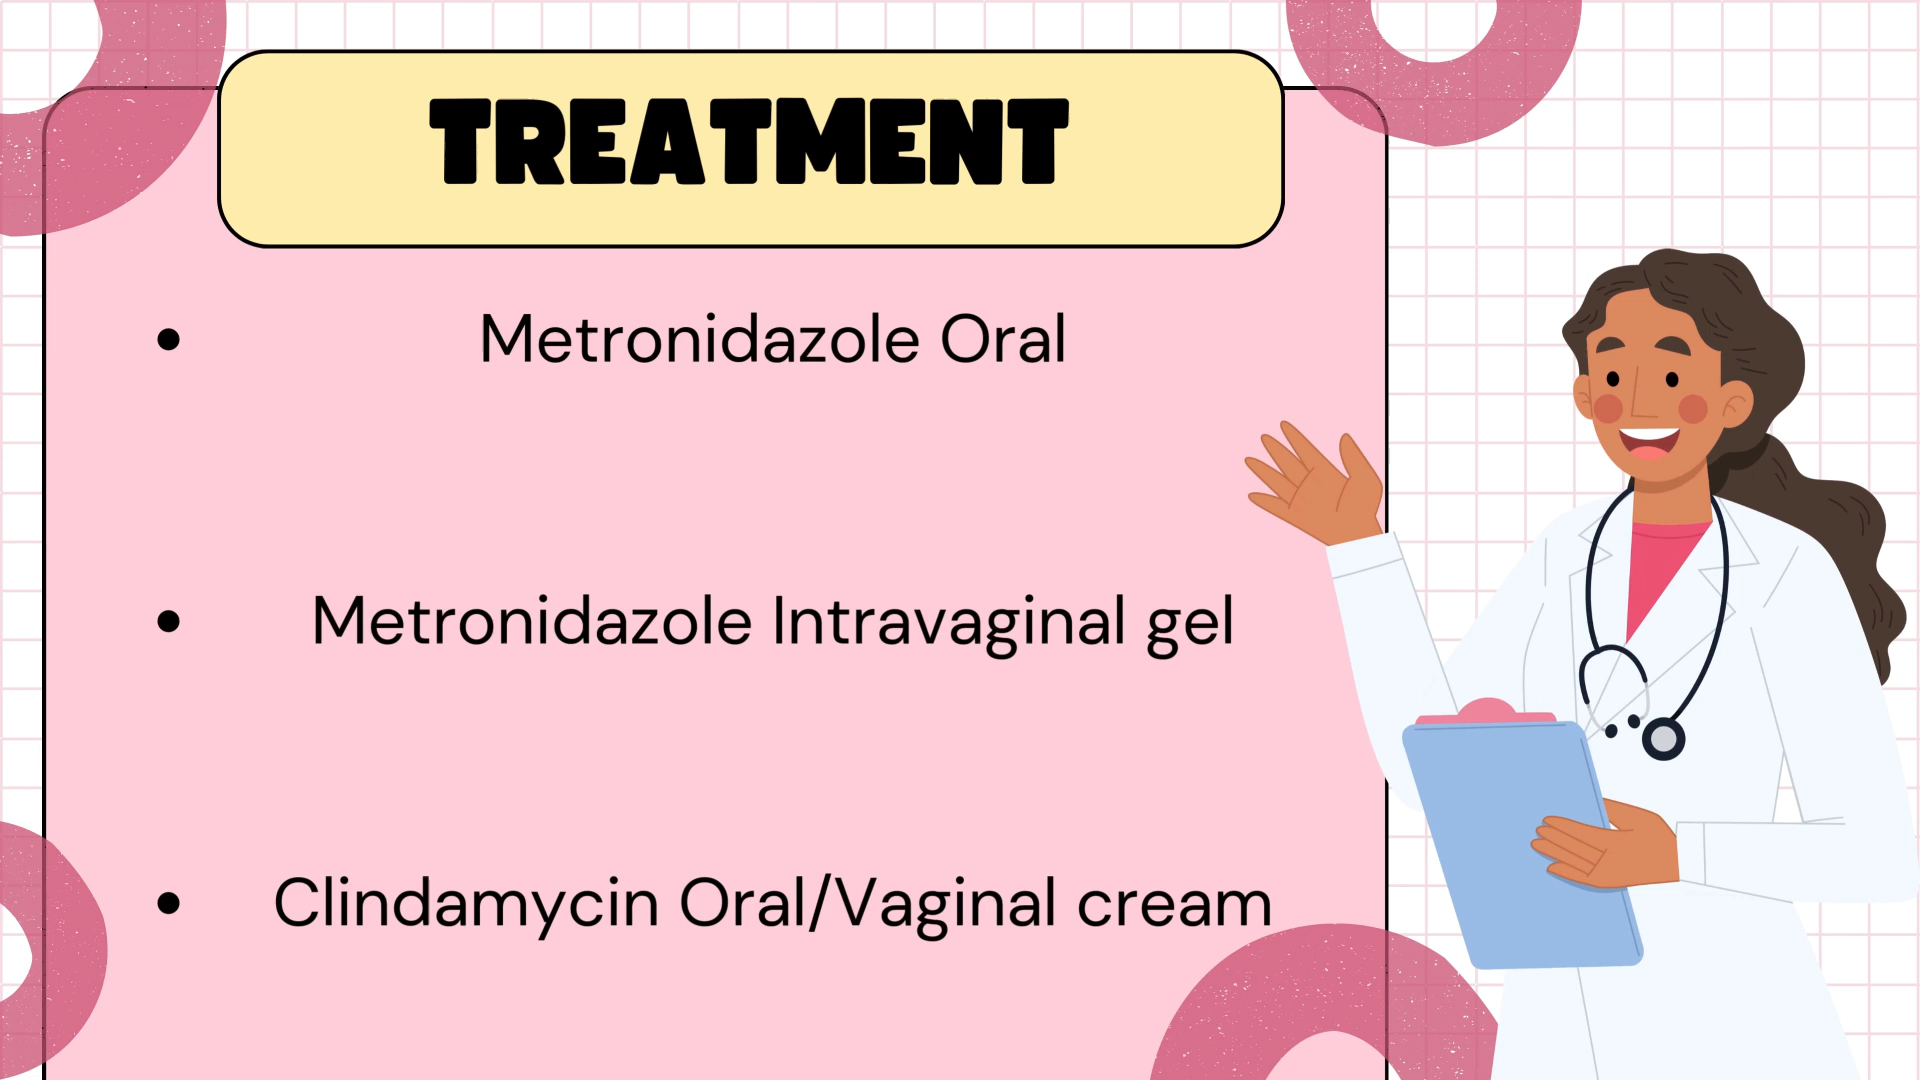 TREATMENT
• Metronidazole Oral
• Metronidazole Intravaginal gel
• Clindamycin Oral/Vaginal cream